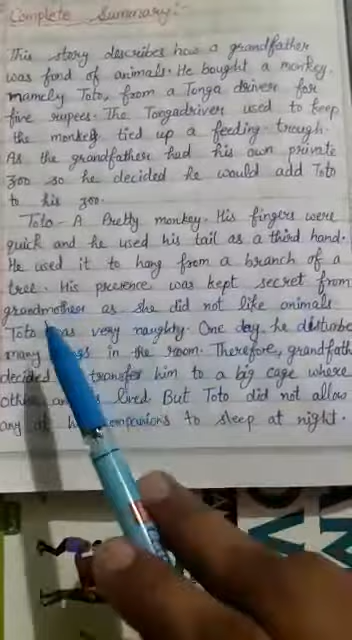 Complete Summary:-
This story describes how a grandfather
was fond of animals. He bought a monkey,
namely Toto, from a Tonga driver for
five rupees. The Tongadriver used to keep
the monkey tied up a feeding trough.
As the grandfather had his own private
zoo so he decided he would add Toto
to his zoo.
Toto - A Pretty monkey. His fingers were
quick and he used his tail as a third hand.
He used it to hang from a branch of a
tree. His presence was kept secret from
grandmother as she did not like animals
Toto was very naughty. One day he disturbe
many in the room. Therefore, grandfath
decided transfer him to a big cage where
Other lived. But Toto did not allow
any of companions to sleep at night.